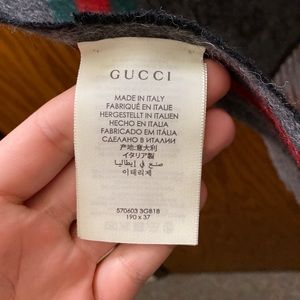 GUCCI
MADE IN ITALY
FABRIQUÉ EN ITALIE
HERGESTELLT IN ITALIEN
HECHO EN ITALIA
FABRICADO EM ITÁLIA
СДЕЛАНО В ИТАЛИИ
产地:意大利
イタリア製
صنع في إيطاليا
이태리제
570603 3G818
190 x 37